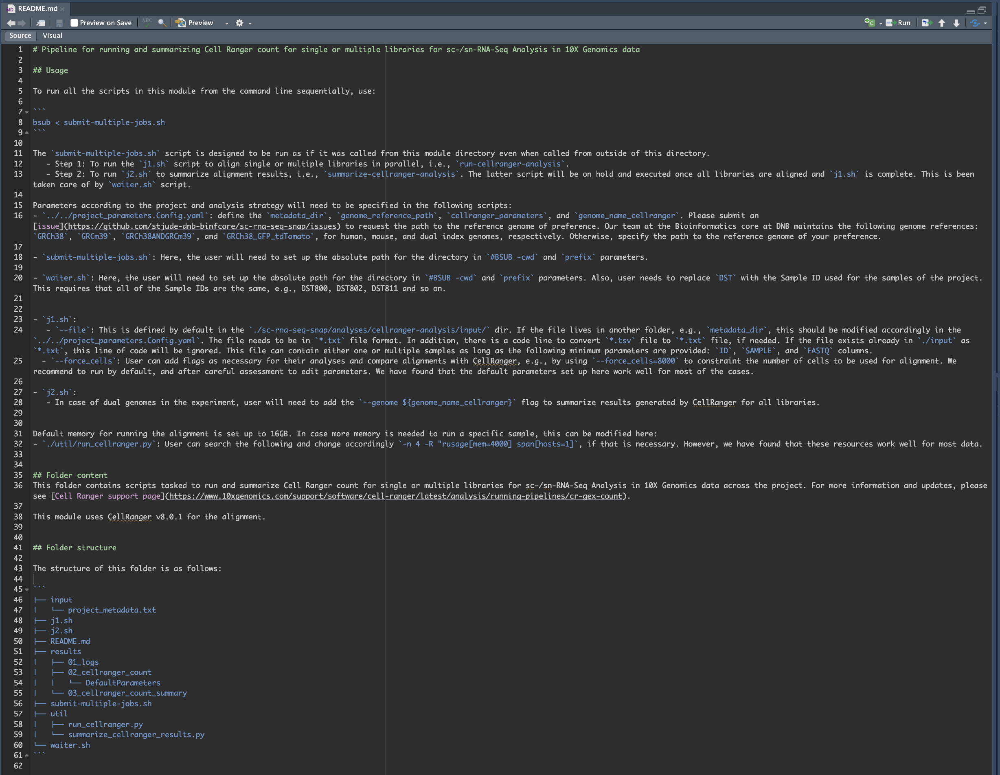 README.md
Preview on Save
ABC
Preview
Run
Source Visual
1 # Pipeline for running and summarizing Cell Ranger count for single or multiple libraries for sc-/sn-RNA-Seq Analysis in 10X Genomics data
2
3 ## Usage
4
5 To run all the scripts in this module from the command line sequentially, use:
6
7 ```
8 bsub < submit-multiple-jobs.sh
9 ```
10
11 The `submit-multiple-jobs.sh` script is designed to be run as if it was called from this module directory even when called from outside of this directory.
12    - Step 1: To run the `j1.sh` script to align single or multiple libraries in parallel, i.e., `run-cellranger-analysis`.
13    - Step 2: To run `j2.sh` to summarize alignment results, i.e., `summarize-cellranger-analysis`. The latter script will be on hold and executed once all libraries are aligned and `j1.sh` is complete. This is been
taken care of by `waiter.sh` script.
14
15 Parameters according to the project and analysis strategy will need to be specified in the following scripts:
16 - `../../project_parameters.Config.yaml`: define the `metadata_dir`, `genome_reference_path`, `cellranger_parameters`, and `genome_name_cellranger`. Please submit an
[issue](https://github.com/stjude-dnb-binfcore/sc-rna-seq-snap/issues) to request the path to the reference genome of preference. Our team at the Bioinformatics core at DNB maintains the following genome references:
`GRCh38`, `GRCm39`, `GRCh38ANDGRCm39`, and `GRCh38_GFP_tdTomato`, for human, mouse, and dual index genomes, respectively. Otherwise, specify the path to the reference genome of your preference.
17
18 - `submit-multiple-jobs.sh`: Here, the user will need to set up the absolute path for the directory in `#BSUB -cwd` and `prefix` parameters.
19
20 - `waiter.sh`: Here, the user will need to set up the absolute path for the directory in `#BSUB -cwd` and `prefix` parameters. Also, user needs to replace `DST` with the Sample ID used for the samples of the project.
This requires that all of the Sample IDs are the same, e.g., DST800, DST802, DST811 and so on.
21
22
23 - `j1.sh`:
24    - `--file`: This is defined by default in the `./sc-rna-seq-snap/analyses/cellranger-analysis/input/` dir. If the file lives in another folder, e.g., `metadata_dir`, this should be modified accordingly in the
`../../project_parameters.Config.yaml`. The file needs to be in `*.txt` file format. In addition, there is a code line to convert `*.tsv` file to `*.txt` file, if needed. If the file exists already in `./input` as
`*.txt`, this line of code will be ignored. This file can contain either one or multiple samples as long as the following minimum parameters are provided: `ID`, `SAMPLE`, and `FASTQ` columns.
25   - `--force_cells`: User can add flags as necessary for their analyses and compare alignments with CellRanger, e.g., by using `--force_cells=8000` to constraint the number of cells to be used for alignment. We
recommend to run by default, and after careful assessment to edit parameters. We have found that the default parameters set up here work well for most of the cases.
26
27 - `j2.sh`:
28    - In case of dual genomes in the experiment, user will need to add the `--genome ${genome_name_cellranger}` flag to summarize results generated by CellRanger for all libraries.
29
30
31 Default memory for running the alignment is set up to 16GB. In case more memory is needed to run a specific sample, this can be modified here:
32 - `./util/run_cellranger.py`: User can search the following and change accordingly `-n 4 -R "rusage[mem=4000] span[hosts=1]`, if that is necessary. However, we have found that these resources work well for most data.
33
34
35 ## Folder content
36 This folder contains scripts tasked to run and summarize Cell Ranger count for single or multiple libraries for sc-/sn-RNA-Seq Analysis in 10X Genomics data across the project. For more information and updates, please
see [Cell Ranger support page](https://www.10xgenomics.com/support/software/cell-ranger/latest/analysis/running-pipelines/cr-gex-count).
37
38 This module uses CellRanger v8.0.1 for the alignment.
39
40
41 ## Folder structure
42
43 The structure of this folder is as follows:
44
45 ```
46 ├── input
47 |   └── project_metadata.txt
48 ├── j1.sh
49 ├── j2.sh
50 ├── README.md
51 ├── results
52 |   ├── 01_logs
53 |   ├── 02_cellranger_count
54 |   |   └── DefaultParameters
55 |   └── 03_cellranger_count_summary
56 ├── submit-multiple-jobs.sh
57 ├── util
58 |   ├── run_cellranger.py
59 |   └── summarize_cellranger_results.py
60 └── waiter.sh
61 ```
62